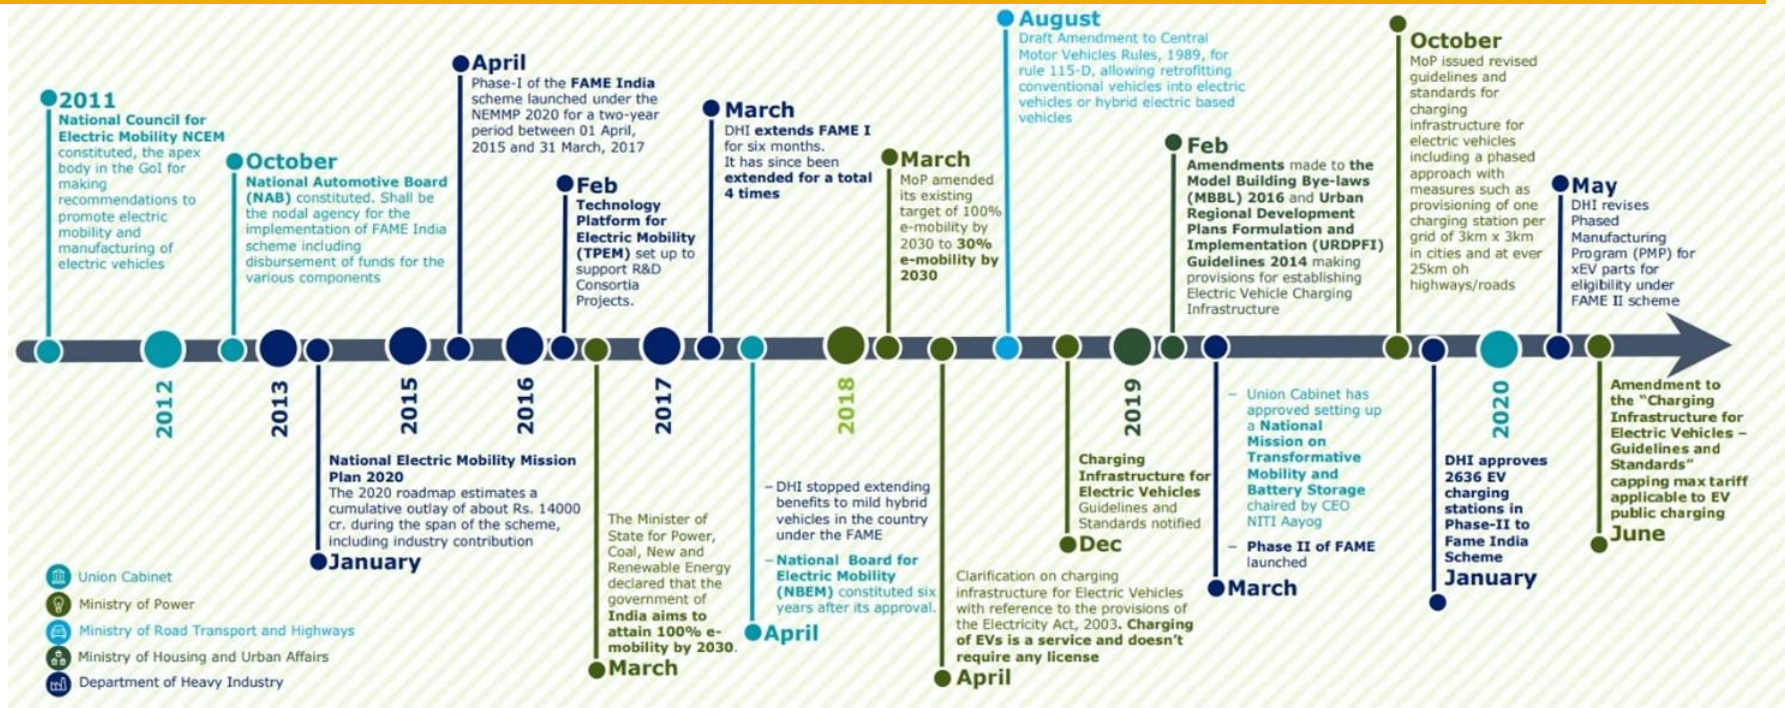 2011
National Council for
Electric Mobility NCEM
constituted, the apex
body in the GoI for
making
recommendations to
promote electric
mobility and
manufacturing of
electric vehicles
2012
October
National Automotive Board
(NAB) constituted. Shall be
the nodal agency for the
implementation of FAME India
scheme including
disbursement of funds for the
various components
2013
National Electric Mobility Mission
Plan 2020
The 2020 roadmap estimates a
cumulative outlay of about Rs. 14000
cr. during the span of the scheme,
including industry contribution
January
2015
April
Phase-I of the FAME India
scheme launched under the
NEMMP 2020 for a two-year
period between 01 April,
2015 and 31 March, 2017
2016
Feb
Technology
Platform for
Electric Mobility
(TPEM) set up to
support R&D
Consortia
Projects.
The Minister of
State for Power,
Coal, New and
Renewable Energy
declared that the
government of
India aims to
attain 100% e-
mobility by 2030.
March
2017
March
DHI extends FAME I
for six months.
It has since been
extended for a total
4 times
– DHI stopped extending
benefits to mild hybrid
vehicles in the country
under the FAME
– National Board for
Electric Mobility
(NBEM) constituted six
years after its approval.
April
2018
March
MoP amended
its existing
target of 100%
e-mobility by
2030 to 30%
e-mobility by
2030
Clarification on charging
infrastructure for Electric Vehicles
with reference to the provisions of
the Electricity Act, 2003. Charging
of EVs is a service and doesn't
require any license
April
August
Draft Amendment to Central
Motor Vehicles Rules, 1989, for
rule 115-D, allowing retrofitting
conventional vehicles into electric
vehicles or hybrid electric based
vehicles
Charging
Infrastructure for
Electric Vehicles
Guidelines and
Standards notified
Dec
2019
Feb
Amendments made to the
Model Building Bye-laws
(MBBL) 2016 and Urban
Regional Development
Plans Formulation and
Implementation (URDPFI)
Guidelines 2014 making
provisions for establishing
Electric Vehicle Charging
Infrastructure
– Union Cabinet has
approved setting up
a National
Mission on
Transformative
Mobility and
Battery Storage
chaired by CEO
NITI Aayog
– Phase II of FAME
launched
March
October
MoP issued revised
guidelines and
standards for
charging
infrastructure for
electric vehicles
including a phased
approach with
measures such as
provisioning of one
charging station per
grid of 3km x 3km
in cities and at ever
25km oh
highways/roads
DHI approves
2636 EV
charging
stations in
Phase-II to
Fame India
Scheme
January
2020
May
DHI revises
Phased
Manufacturing
Program (PMP) for
xEV parts for
eligibility under
FAME II scheme
Amendment to
the "Charging
Infrastructure for
Electric Vehicles –
Guidelines and
Standards"
capping max tariff
applicable to EV
public charging
June
Union Cabinet
Ministry of Power
Ministry of Road Transport and Highways
Ministry of Housing and Urban Affairs
Department of Heavy Industry